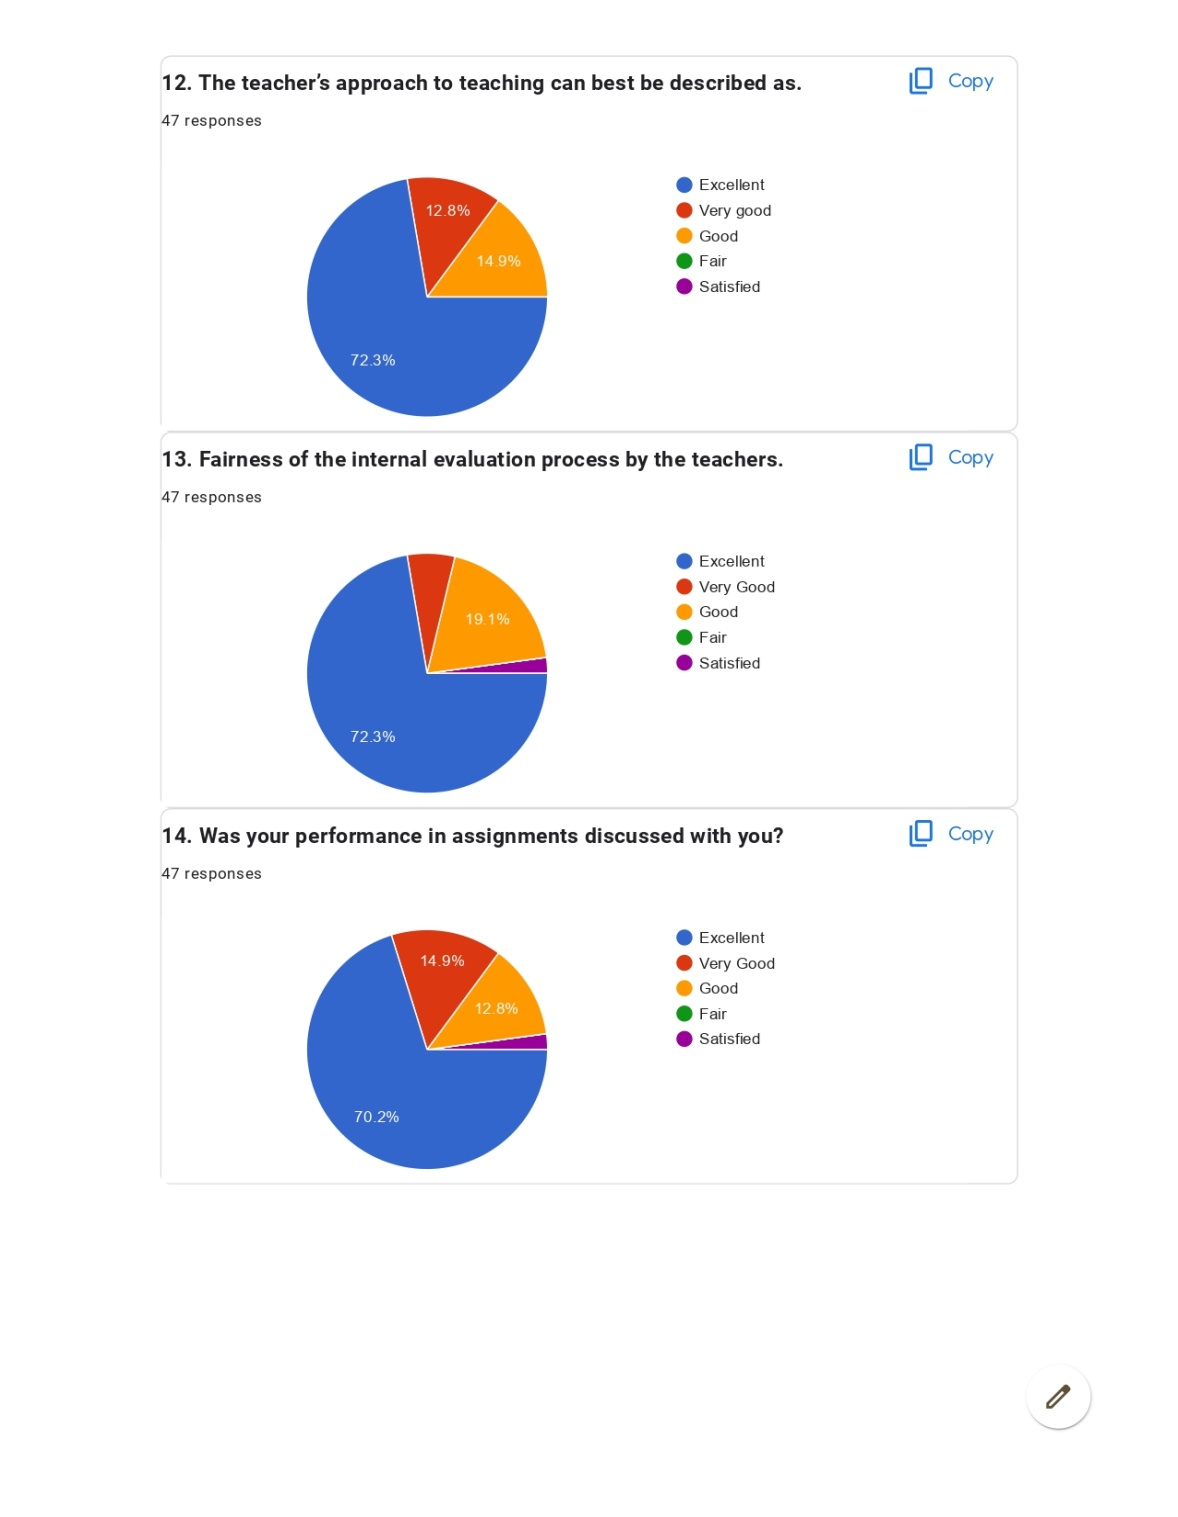 12. The teacher’s approach to teaching can best be described as.
Copy
47 responses
12.8%
14.9%
72.3%
Excellent
Very good
Good
Fair
Satisfied
13. Fairness of the internal evaluation process by the teachers.
Copy
47 responses
19.1%
72.3%
Excellent
Very Good
Good
Fair
Satisfied
14. Was your performance in assignments discussed with you?
Copy
47 responses
14.9%
12.8%
70.2%
Excellent
Very Good
Good
Fair
Satisfied